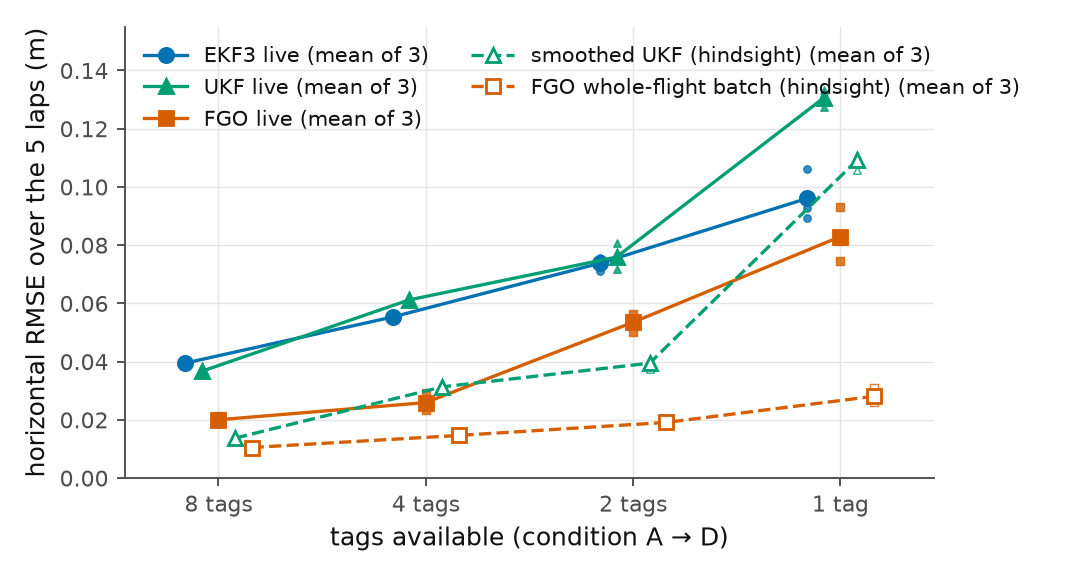 horizontal RMSE over the 5 laps (m)
0.14
0.12
0.10
0.08
0.06
0.04
0.02
0.00
EKF3 live (mean of 3)
UKF live (mean of 3)
FGO live (mean of 3)
smoothed UKF (hindsight) (mean of 3)
FGO whole-flight batch (hindsight) (mean of 3)
8 tags
4 tags
2 tags
1 tag
tags available (condition A → D)